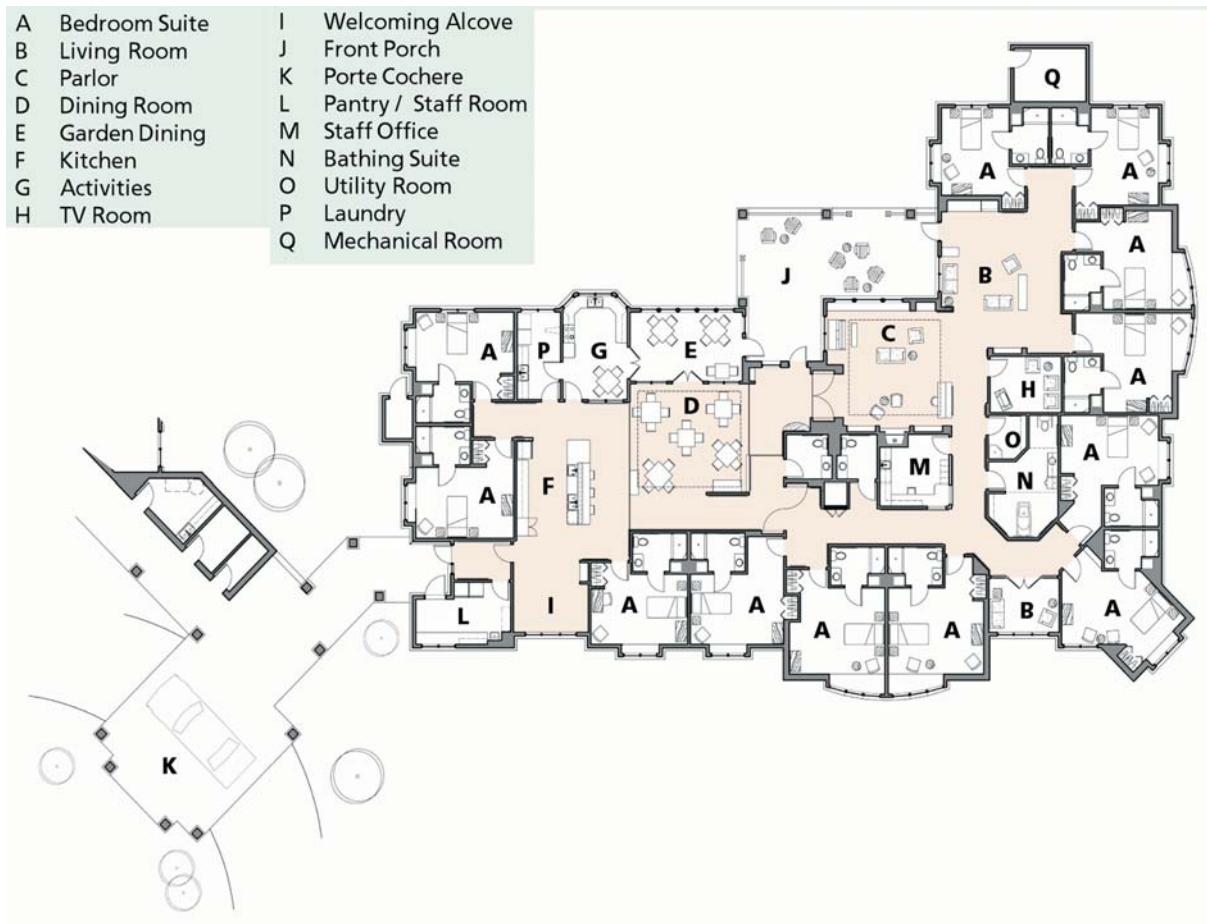 A Bedroom Suite
B Living Room
C Parlor
D Dining Room
E Garden Dining
F Kitchen
G Activities
H TV Room
I Welcoming Alcove
J Front Porch
K Porte Cochere
L Pantry / Staff Room
M Staff Office
N Bathing Suite
O Utility Room
P Laundry
Q Mechanical Room
Q
A A
A
B
J
C
A P G E
H A
D
O
A
M
F
N
A
A A
B A
I L
A A
K